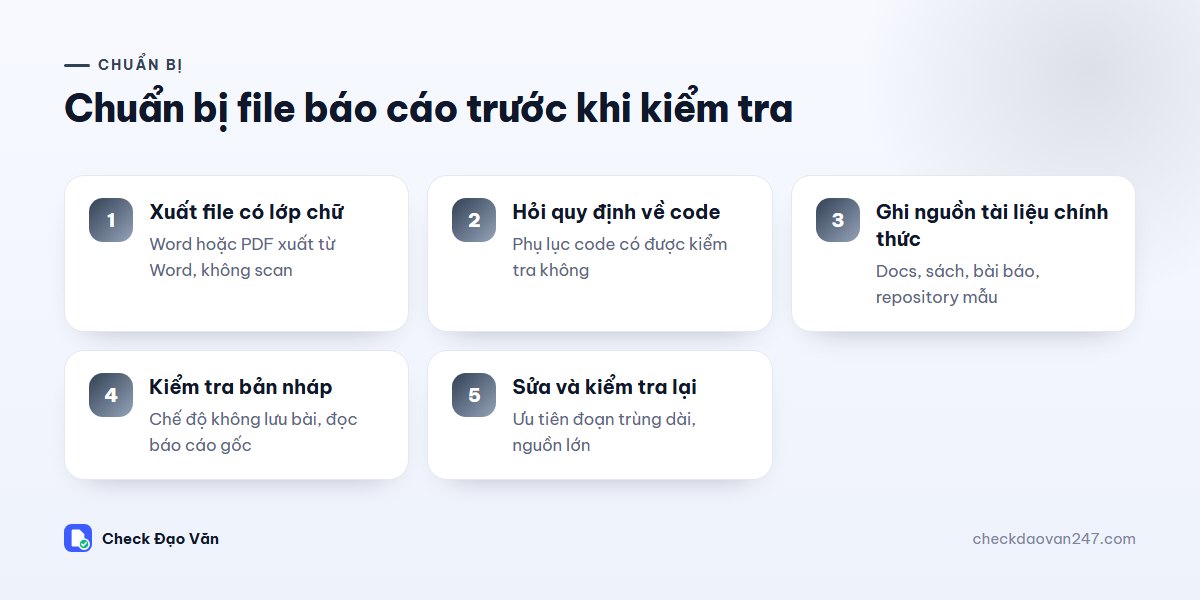 CHUẨN BỊ
Chuẩn bị file báo cáo trước khi kiểm tra
1
Xuất file có lớp chữ
Word hoặc PDF xuất từ
Word, không scan
2
Hỏi quy định về code
Phụ lục code có được kiểm
tra không
3
Ghi nguồn tài liệu chính
thức
Docs, sách, bài báo,
repository mẫu
4
Kiểm tra bản nháp
Chế độ không lưu bài, đọc
báo cáo gốc
5
Sửa và kiểm tra lại
Ưu tiên đoạn trùng dài,
nguồn lớn
Check Đạo Văn
checkdaovan247.com